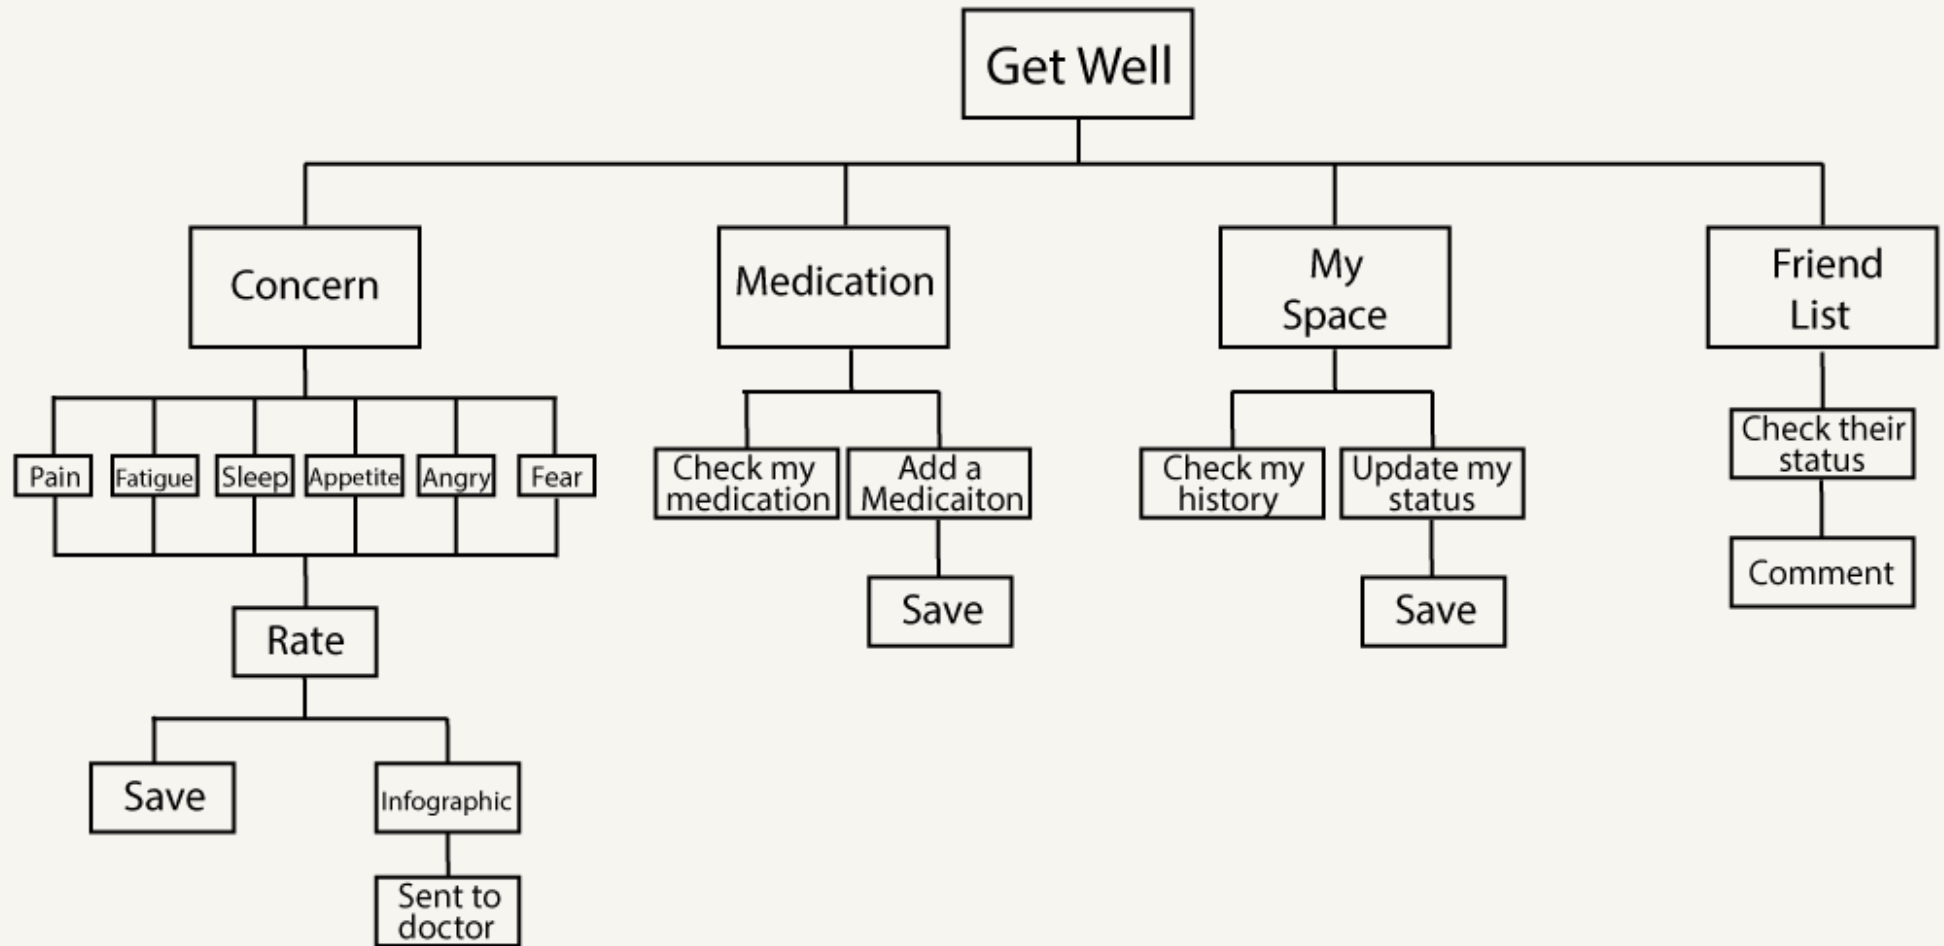 Get Well
Concern
Medication
My
Space
Friend
List
Pain
Fatigue
Sleep
Appetite
Angry
Fear
Check my
medication
Add a
Medicaiton
Check my
history
Update my
status
Check their
status
Rate
Save
Save
Comment
Save
Infographic
Sent to
doctor